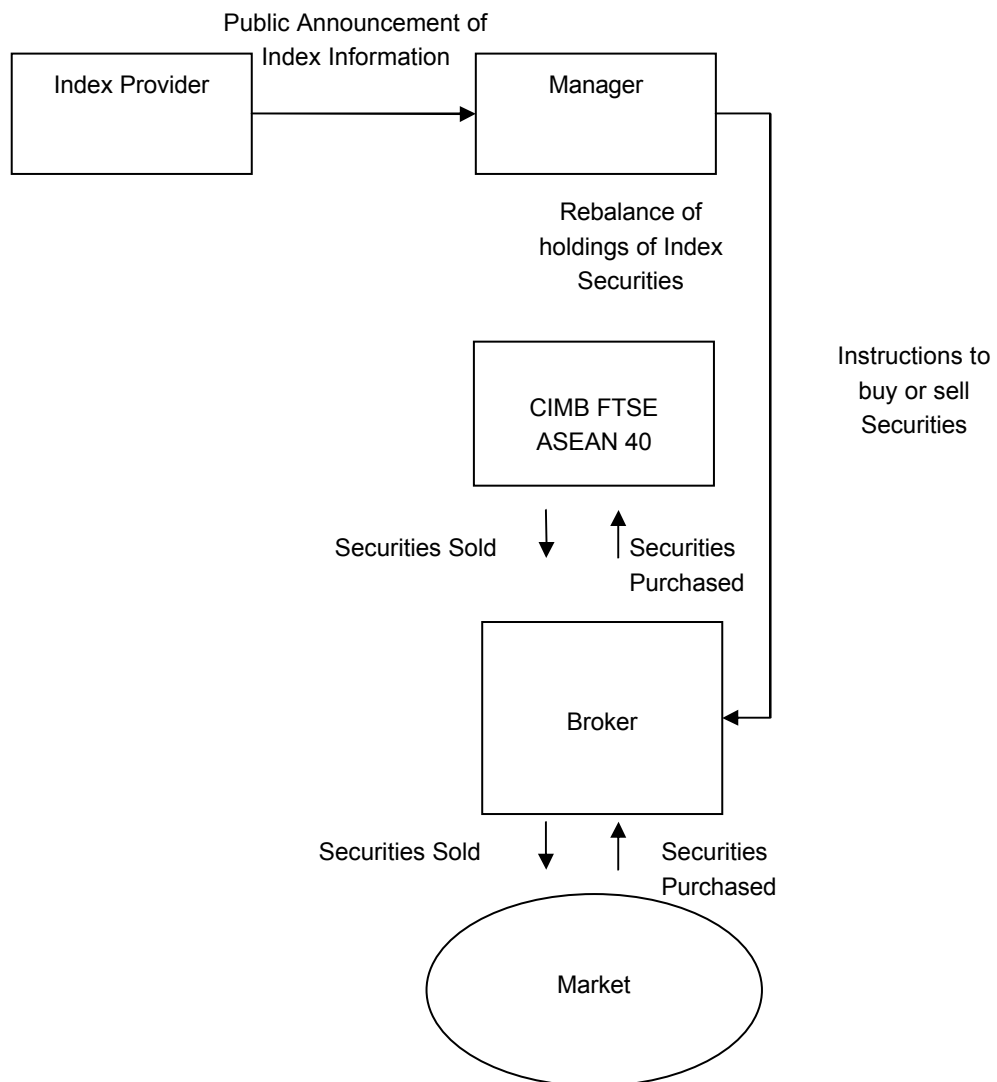 Public Announcement of
Index Information
Index Provider
Manager
Rebalance of
holdings of Index
Securities
Instructions to
buy or sell
Securities
CIMB FTSE
ASEAN 40
Securities Sold
Securities
Purchased
Broker
Securities Sold
Securities
Purchased
Market